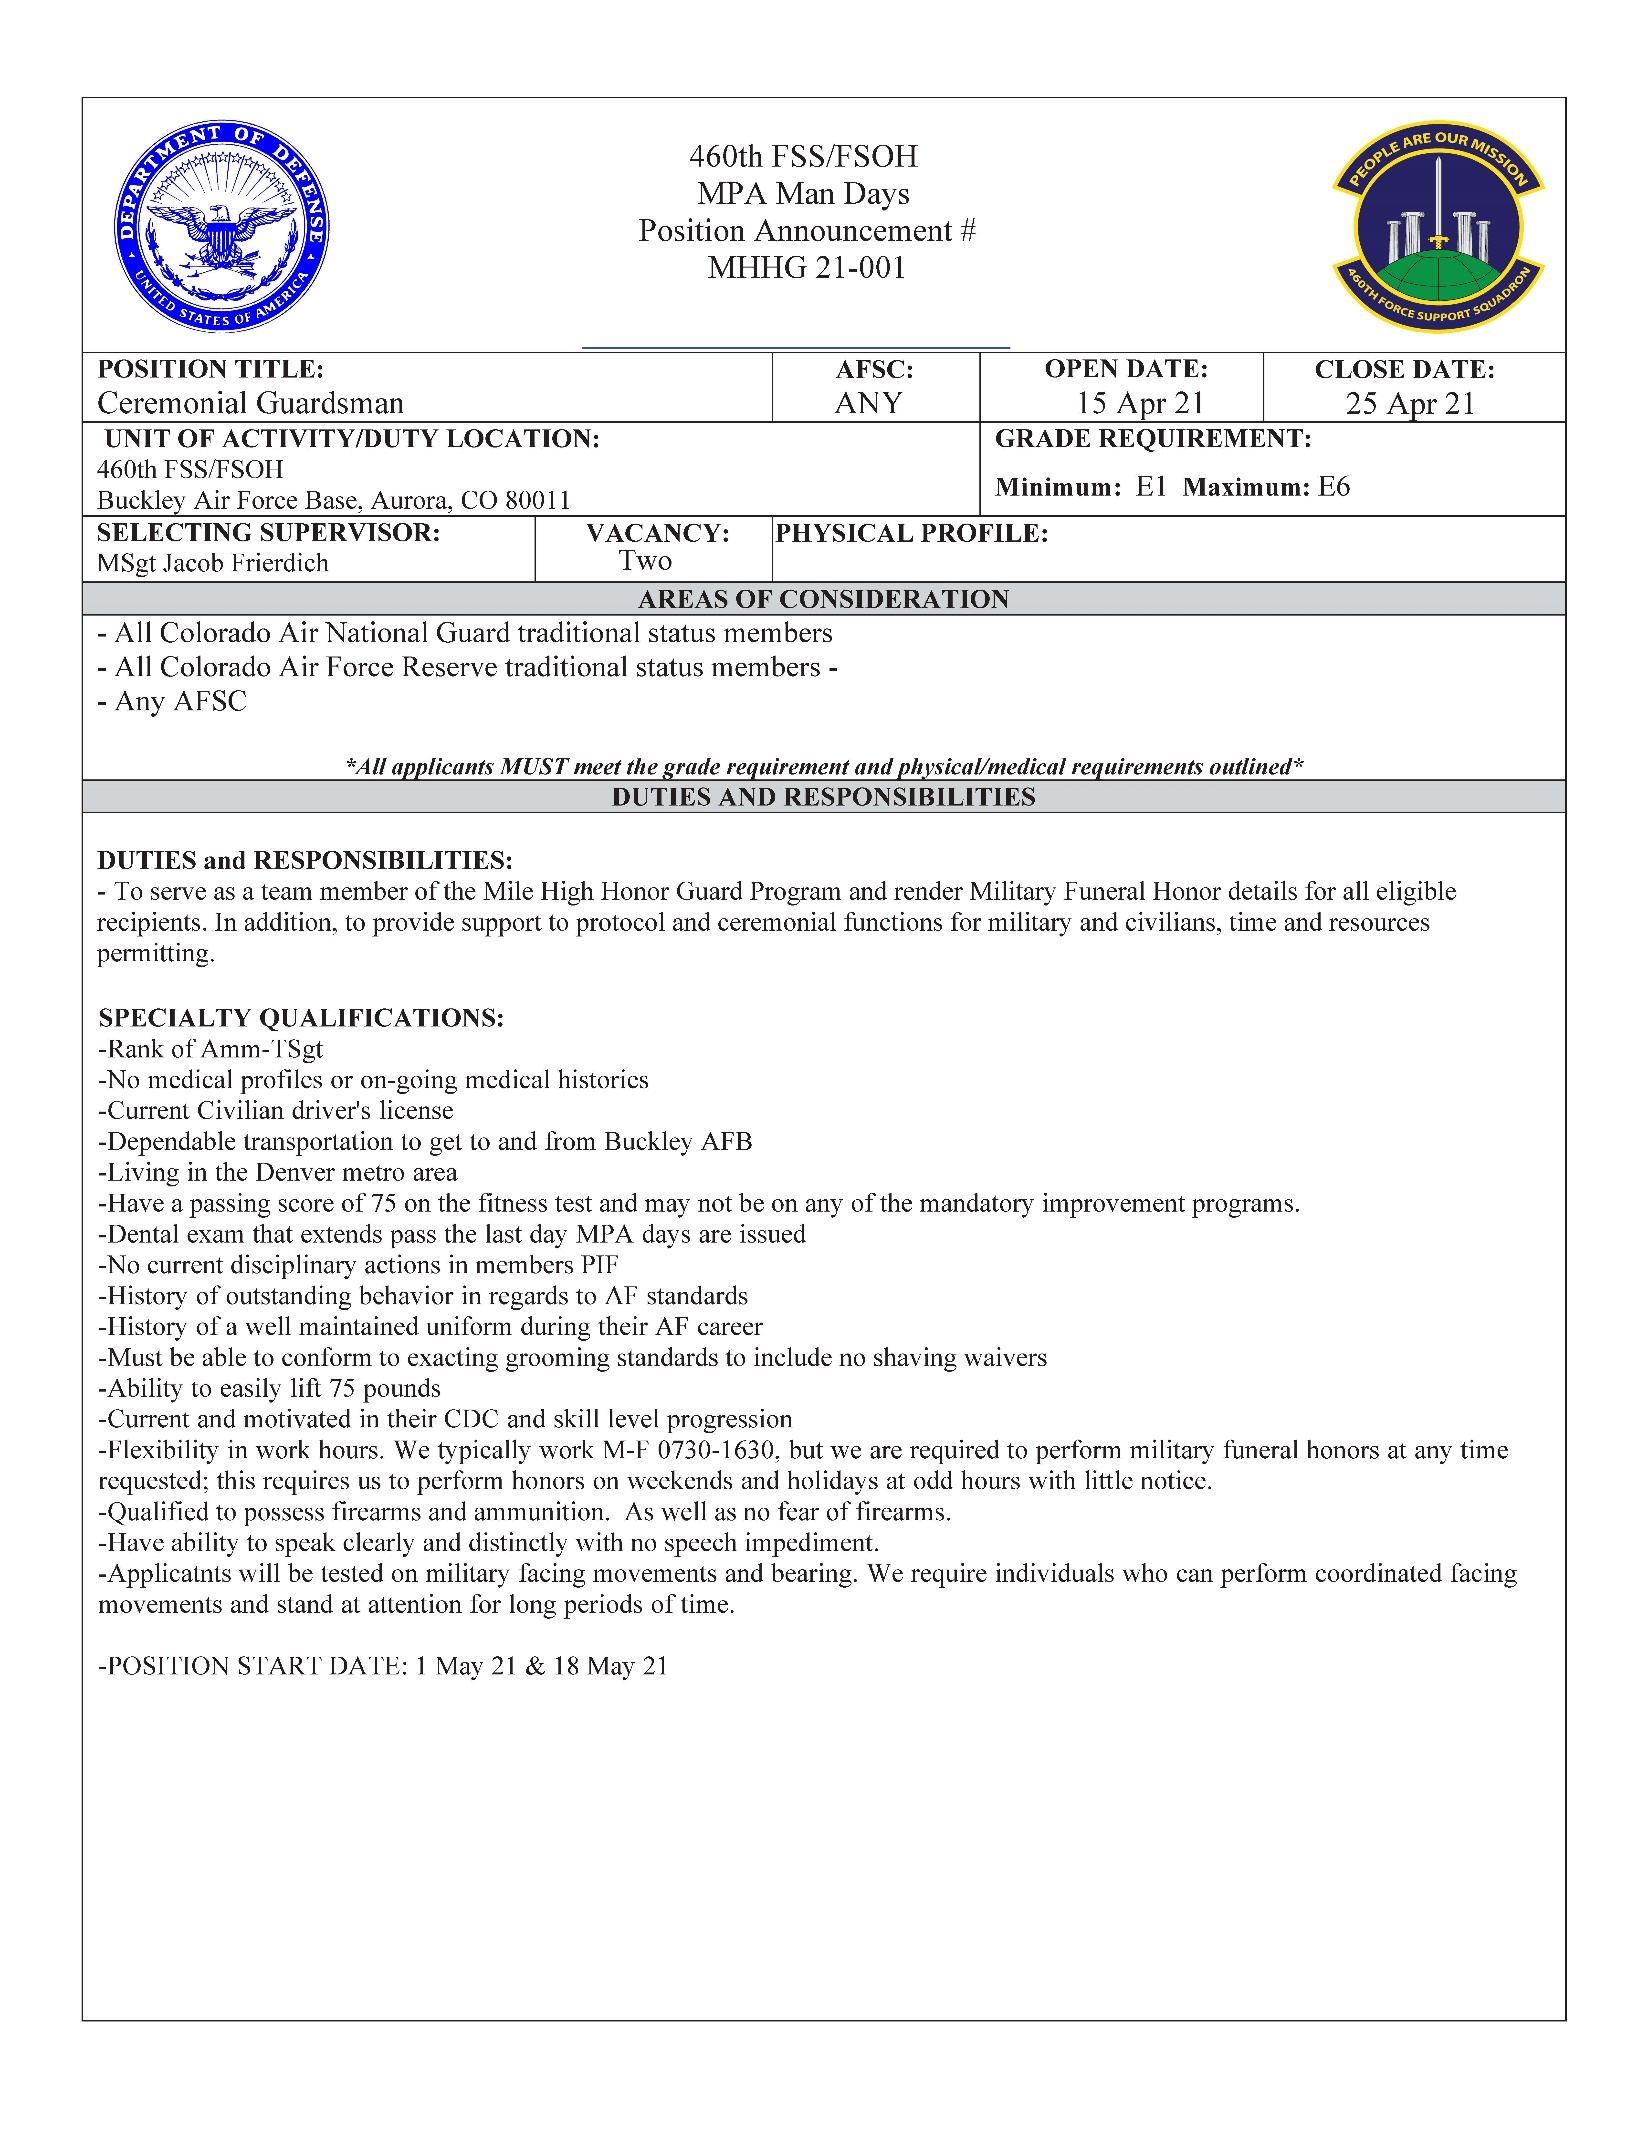 DEPARTMENT OF DEFENSE
UNITED STATES OF AMERICA
460th FSS/FSOH
MPA Man Days
Position Announcement #
MHHG 21-001
PEOPLE ARE OUR MISSION
460TH FORCE SUPPORT SQUADRON
POSITION TITLE:
Ceremonial Guardsman
AFSC:
ANY
OPEN DATE:
15 Apr 21
CLOSE DATE:
25 Apr 21
UNIT OF ACTIVITY/DUTY LOCATION:
460th FSS/FSOH
Buckley Air Force Base, Aurora, CO 80011
GRADE REQUIREMENT:
Minimum: E1 Maximum: E6
SELECTING SUPERVISOR:
MSgt Jacob Frierdich
VACANCY:
Two
PHYSICAL PROFILE:
AREAS OF CONSIDERATION
- All Colorado Air National Guard traditional status members
- All Colorado Air Force Reserve traditional status members -
- Any AFSC
*All applicants MUST meet the grade requirement and physical/medical requirements outlined*
DUTIES AND RESPONSIBILITIES
DUTIES and RESPONSIBILITIES:
- To serve as a team member of the Mile High Honor Guard Program and render Military Funeral Honor details for all eligible
recipients. In addition, to provide support to protocol and ceremonial functions for military and civilians, time and resources
permitting.
SPECIALTY QUALIFICATIONS:
-Rank of Amm-TSgt
-No medical profiles or on-going medical histories
-Current Civilian driver's license
-Dependable transportation to get to and from Buckley AFB
-Living in the Denver metro area
-Have a passing score of 75 on the fitness test and may not be on any of the mandatory improvement programs.
-Dental exam that extends pass the last day MPA days are issued
-No current disciplinary actions in members PIF
-History of outstanding behavior in regards to AF standards
-History of a well maintained uniform during their AF career
-Must be able to conform to exacting grooming standards to include no shaving waivers
-Ability to easily lift 75 pounds
-Current and motivated in their CDC and skill level progression
-Flexibility in work hours. We typically work M-F 0730-1630, but we are required to perform military funeral honors at any time
requested; this requires us to perform honors on weekends and holidays at odd hours with little notice.
-Qualified to possess firearms and ammunition. As well as no fear of firearms.
-Have ability to speak clearly and distinctly with no speech impediment.
-Applicatnts will be tested on military facing movements and bearing. We require individuals who can perform coordinated facing
movements and stand at attention for long periods of time.
-POSITION START DATE: 1 May 21 & 18 May 21